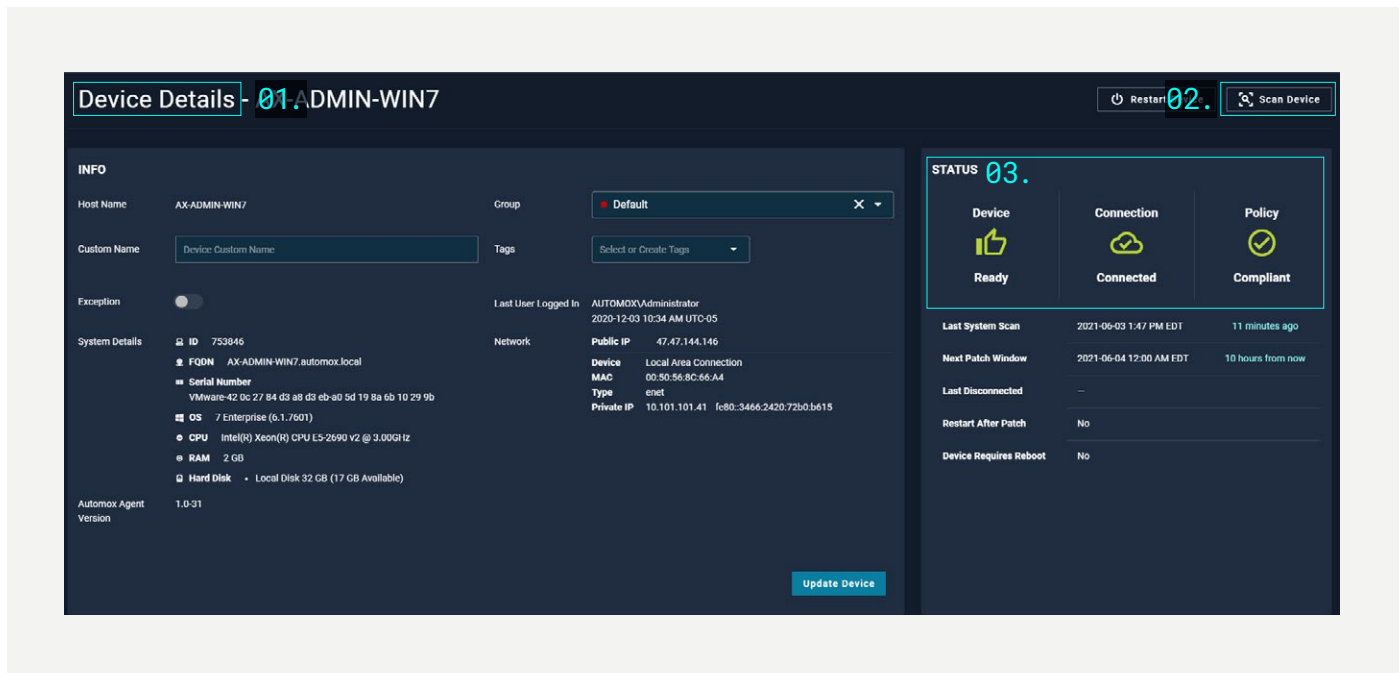 Device Details - AX-ADMIN-WIN7
01.
Restart Device
02.
Scan Device
INFO
Host Name
AX-ADMIN-WIN7
Group
Default
Custom Name
Device Custom Name
Tags
Select or Create Tags
Exception
Last User Logged In
AUTOMOX\Administrator
2020-12-03 10:34 AM UTC-05
System Details
ID 753846
FQDN AX-ADMIN-WIN7.automox.local
Serial Number
VMware-42 0c 27 84 d3 a8 d3 eb-a0 5d 19 8a 6b 10 29 9b
OS 7 Enterprise (6.1.7601)
CPU Intel(R) Xeon(R) CPU E5-2690 v2 @ 3.00GHz
RAM 2 GB
Hard Disk • Local Disk 32 GB (17 GB Available)
Network
Public IP 47.47.144.146
Device Local Area Connection
MAC 00:50:56:8C:66:A4
Type enet
Private IP 10.101.101.41 fe80::3466:2420:72b0:b615
Automox Agent
Version
1.0-31
Update Device
STATUS
03.
Device
Ready
Connection
Connected
Policy
Compliant
Last System Scan 2021-06-03 1:47 PM EDT 11 minutes ago
Next Patch Window 2021-06-04 12:00 AM EDT 10 hours from now
Last Disconnected –
Restart After Patch No
Device Requires Reboot No